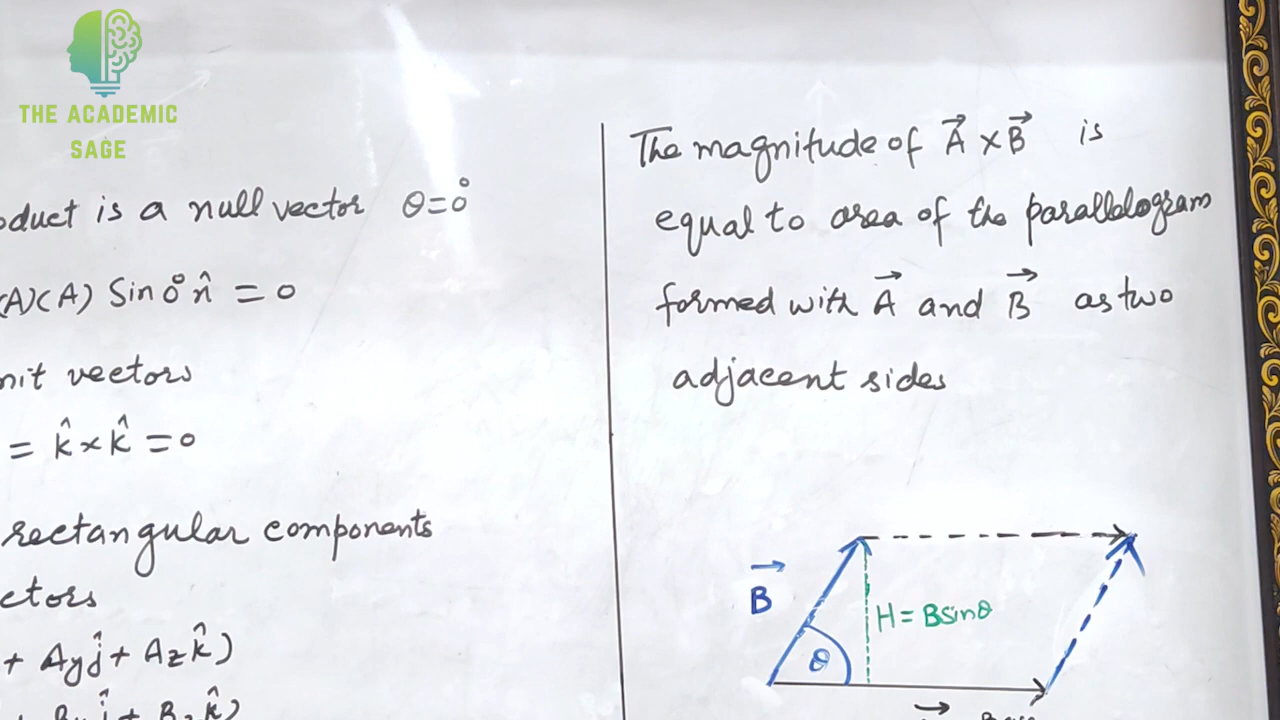 THE ACADEMIC
SAGE
oduct is a null vector θ=0°
(A)(A) Sin0° n̂ = 0
nit vectors
= k̂ × k̂ = 0
rectangular components
ectors
+ Ayĵ + Azk̂)
The magnitude of A⃗ × B⃗ is
equal to area of the parallelogram
formed with A⃗ and B⃗ as two
adjacent sides
B⃗
H = Bsinθ
θ